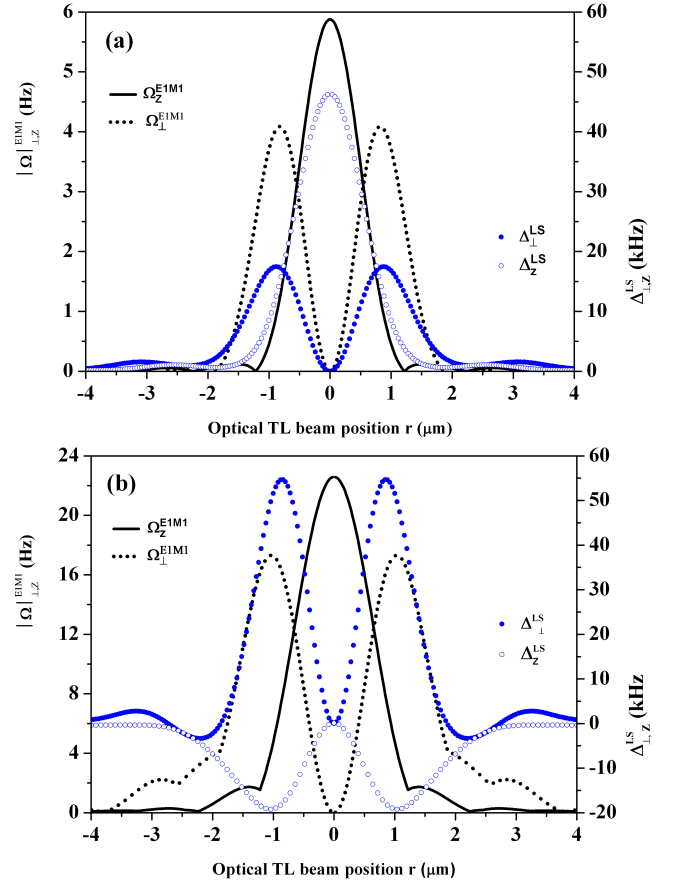 (a)
Ω_Z^E1M1
Ω_⊥^E1M1
Δ_⊥^LS
Δ_Z^LS
|Ω|_⊥,Z^E1M1 (Hz)
6
5
4
3
2
1
0
Δ_⊥,Z^LS (kHz)
60
50
40
30
20
10
0
-4 -3 -2 -1 0 1 2 3 4
Optical TL beam position r (μm)
(b)
Ω_Z^E1M1
Ω_⊥^E1M1
Δ_⊥^LS
Δ_Z^LS
|Ω|_⊥,Z^E1M1 (Hz)
24
22
18
12
6
4
2
0
Δ_⊥,Z^LS (kHz
60
50
40
30
20
10
0
-10
-20
-4 -3 -2 -1 0 1 2 3 4
Optical TL beam position r (μm)